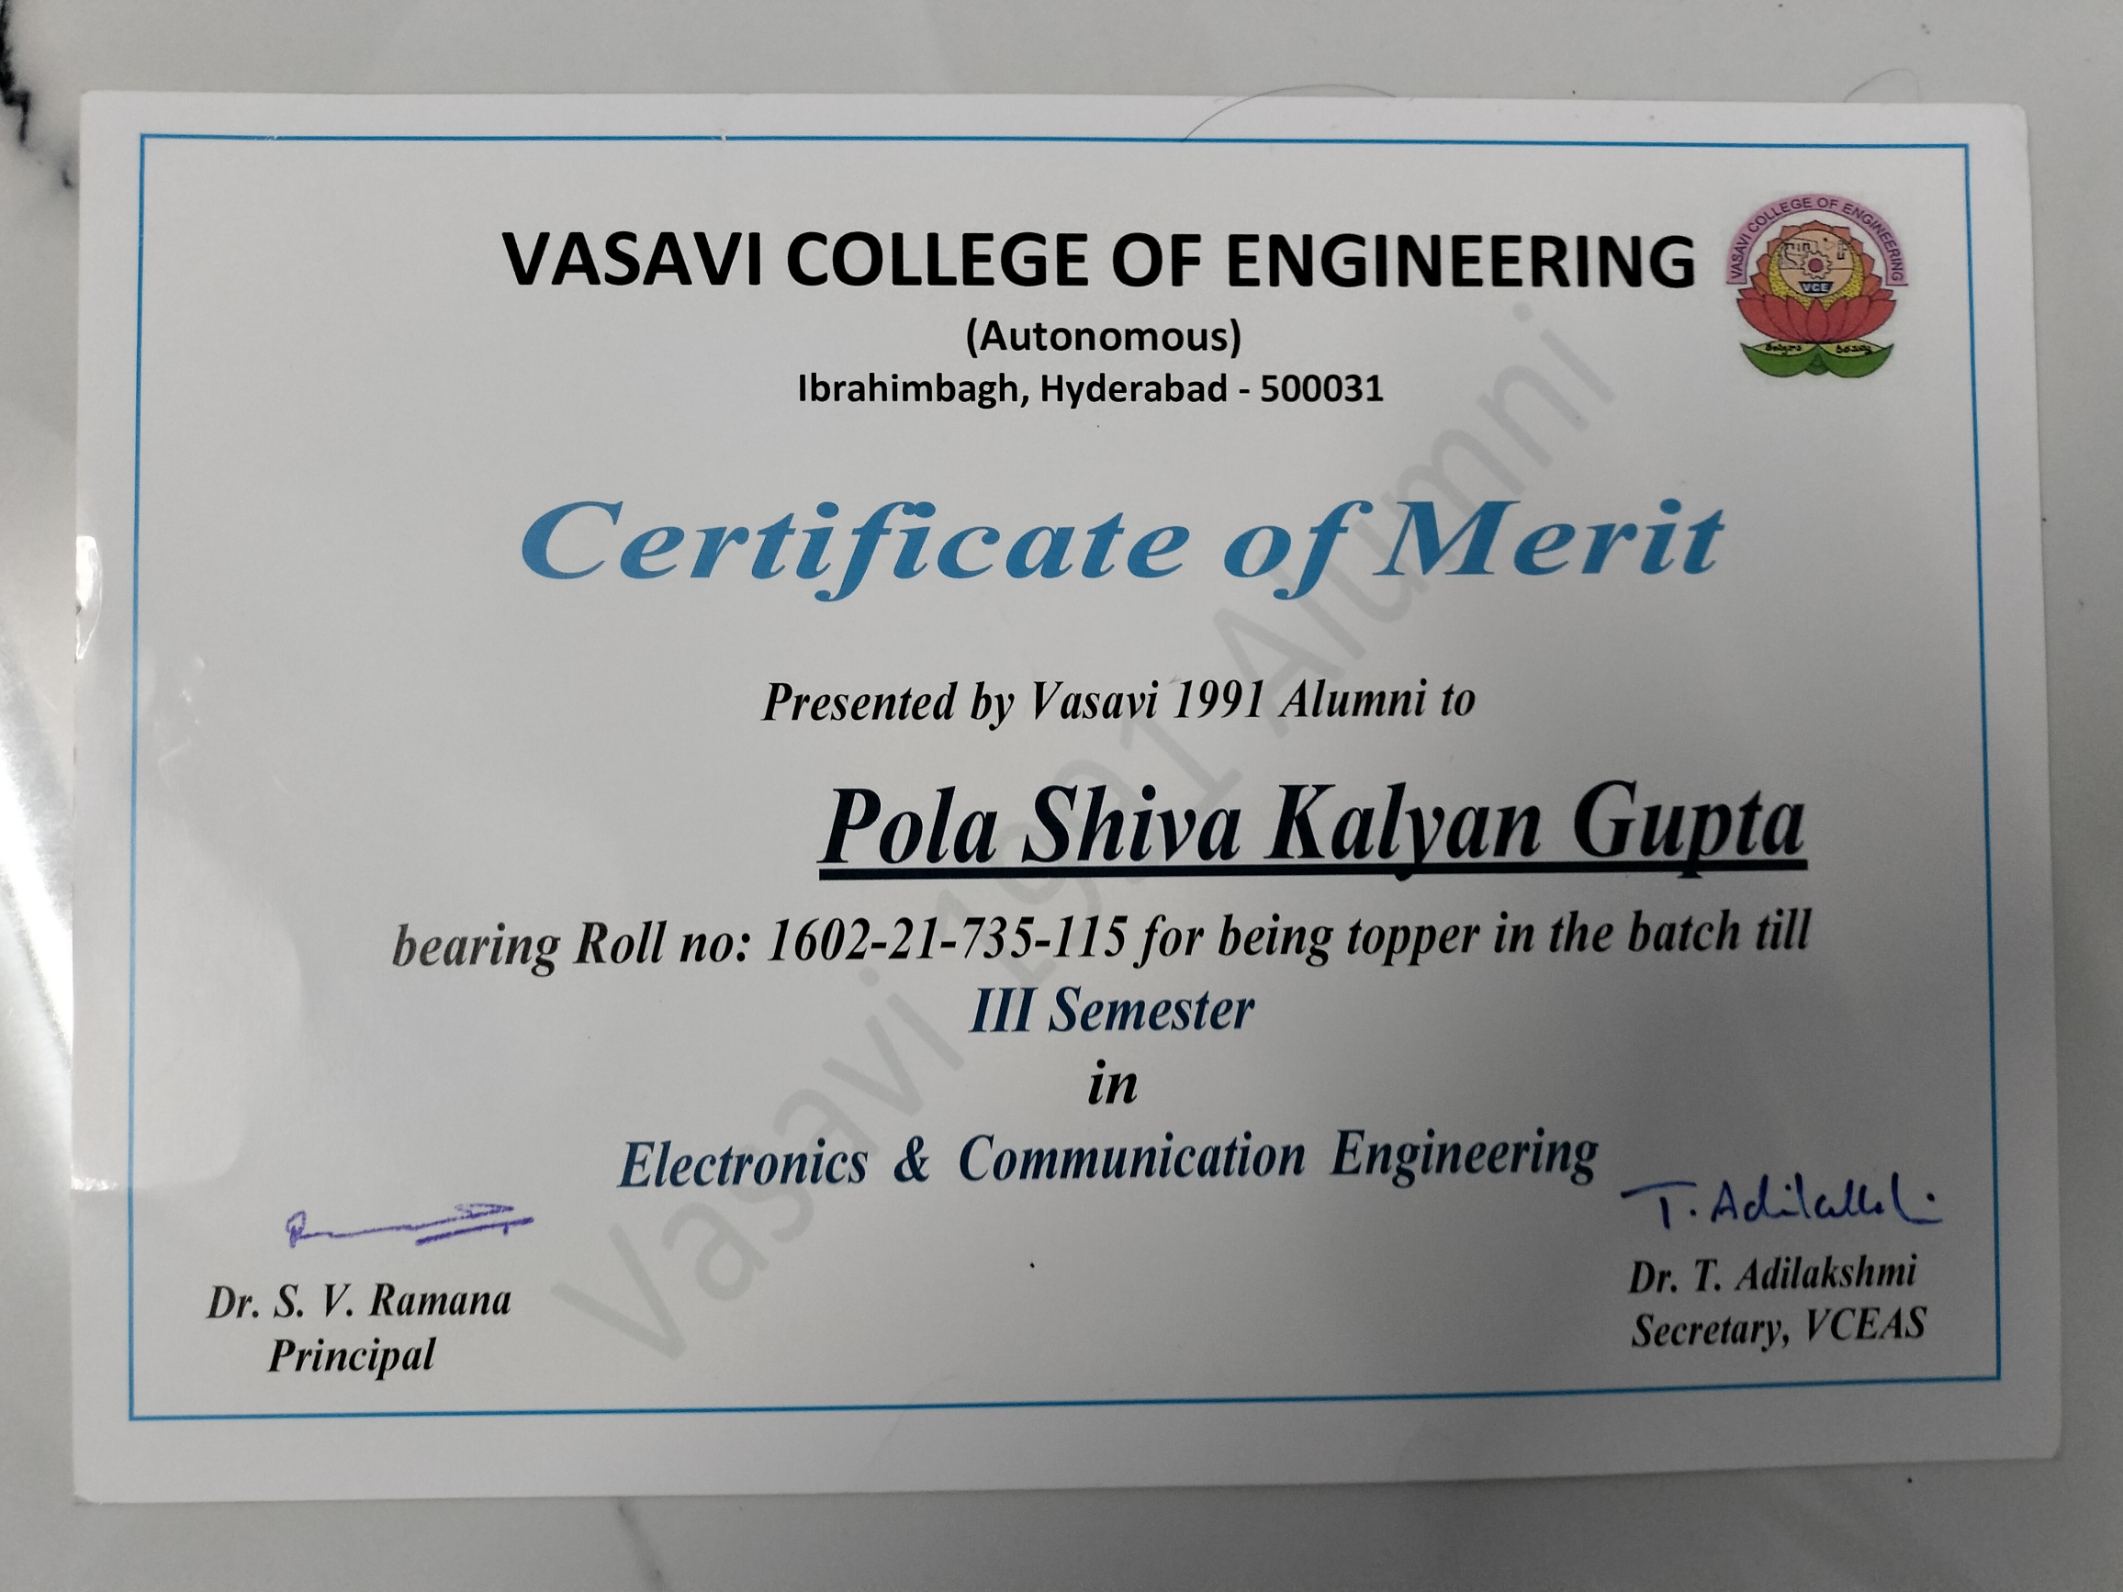 VASAVI COLLEGE OF ENGINEERING
VASAVI COLLEGE OF ENGINEERING
VCE
(Autonomous)
Ibrahimbagh, Hyderabad - 500031
Certificate of Merit
Presented by Vasavi 1991 Alumni to
Pola Shiva Kalyan Gupta
bearing Roll no: 1602-21-735-115 for being topper in the batch till
III Semester
in
Electronics & Communication Engineering
T. Adilakshmi
Dr. S. V. Ramana
Principal
Dr. T. Adilakshmi
Secretary, VCEAS
Vasavi 1991 Alumni